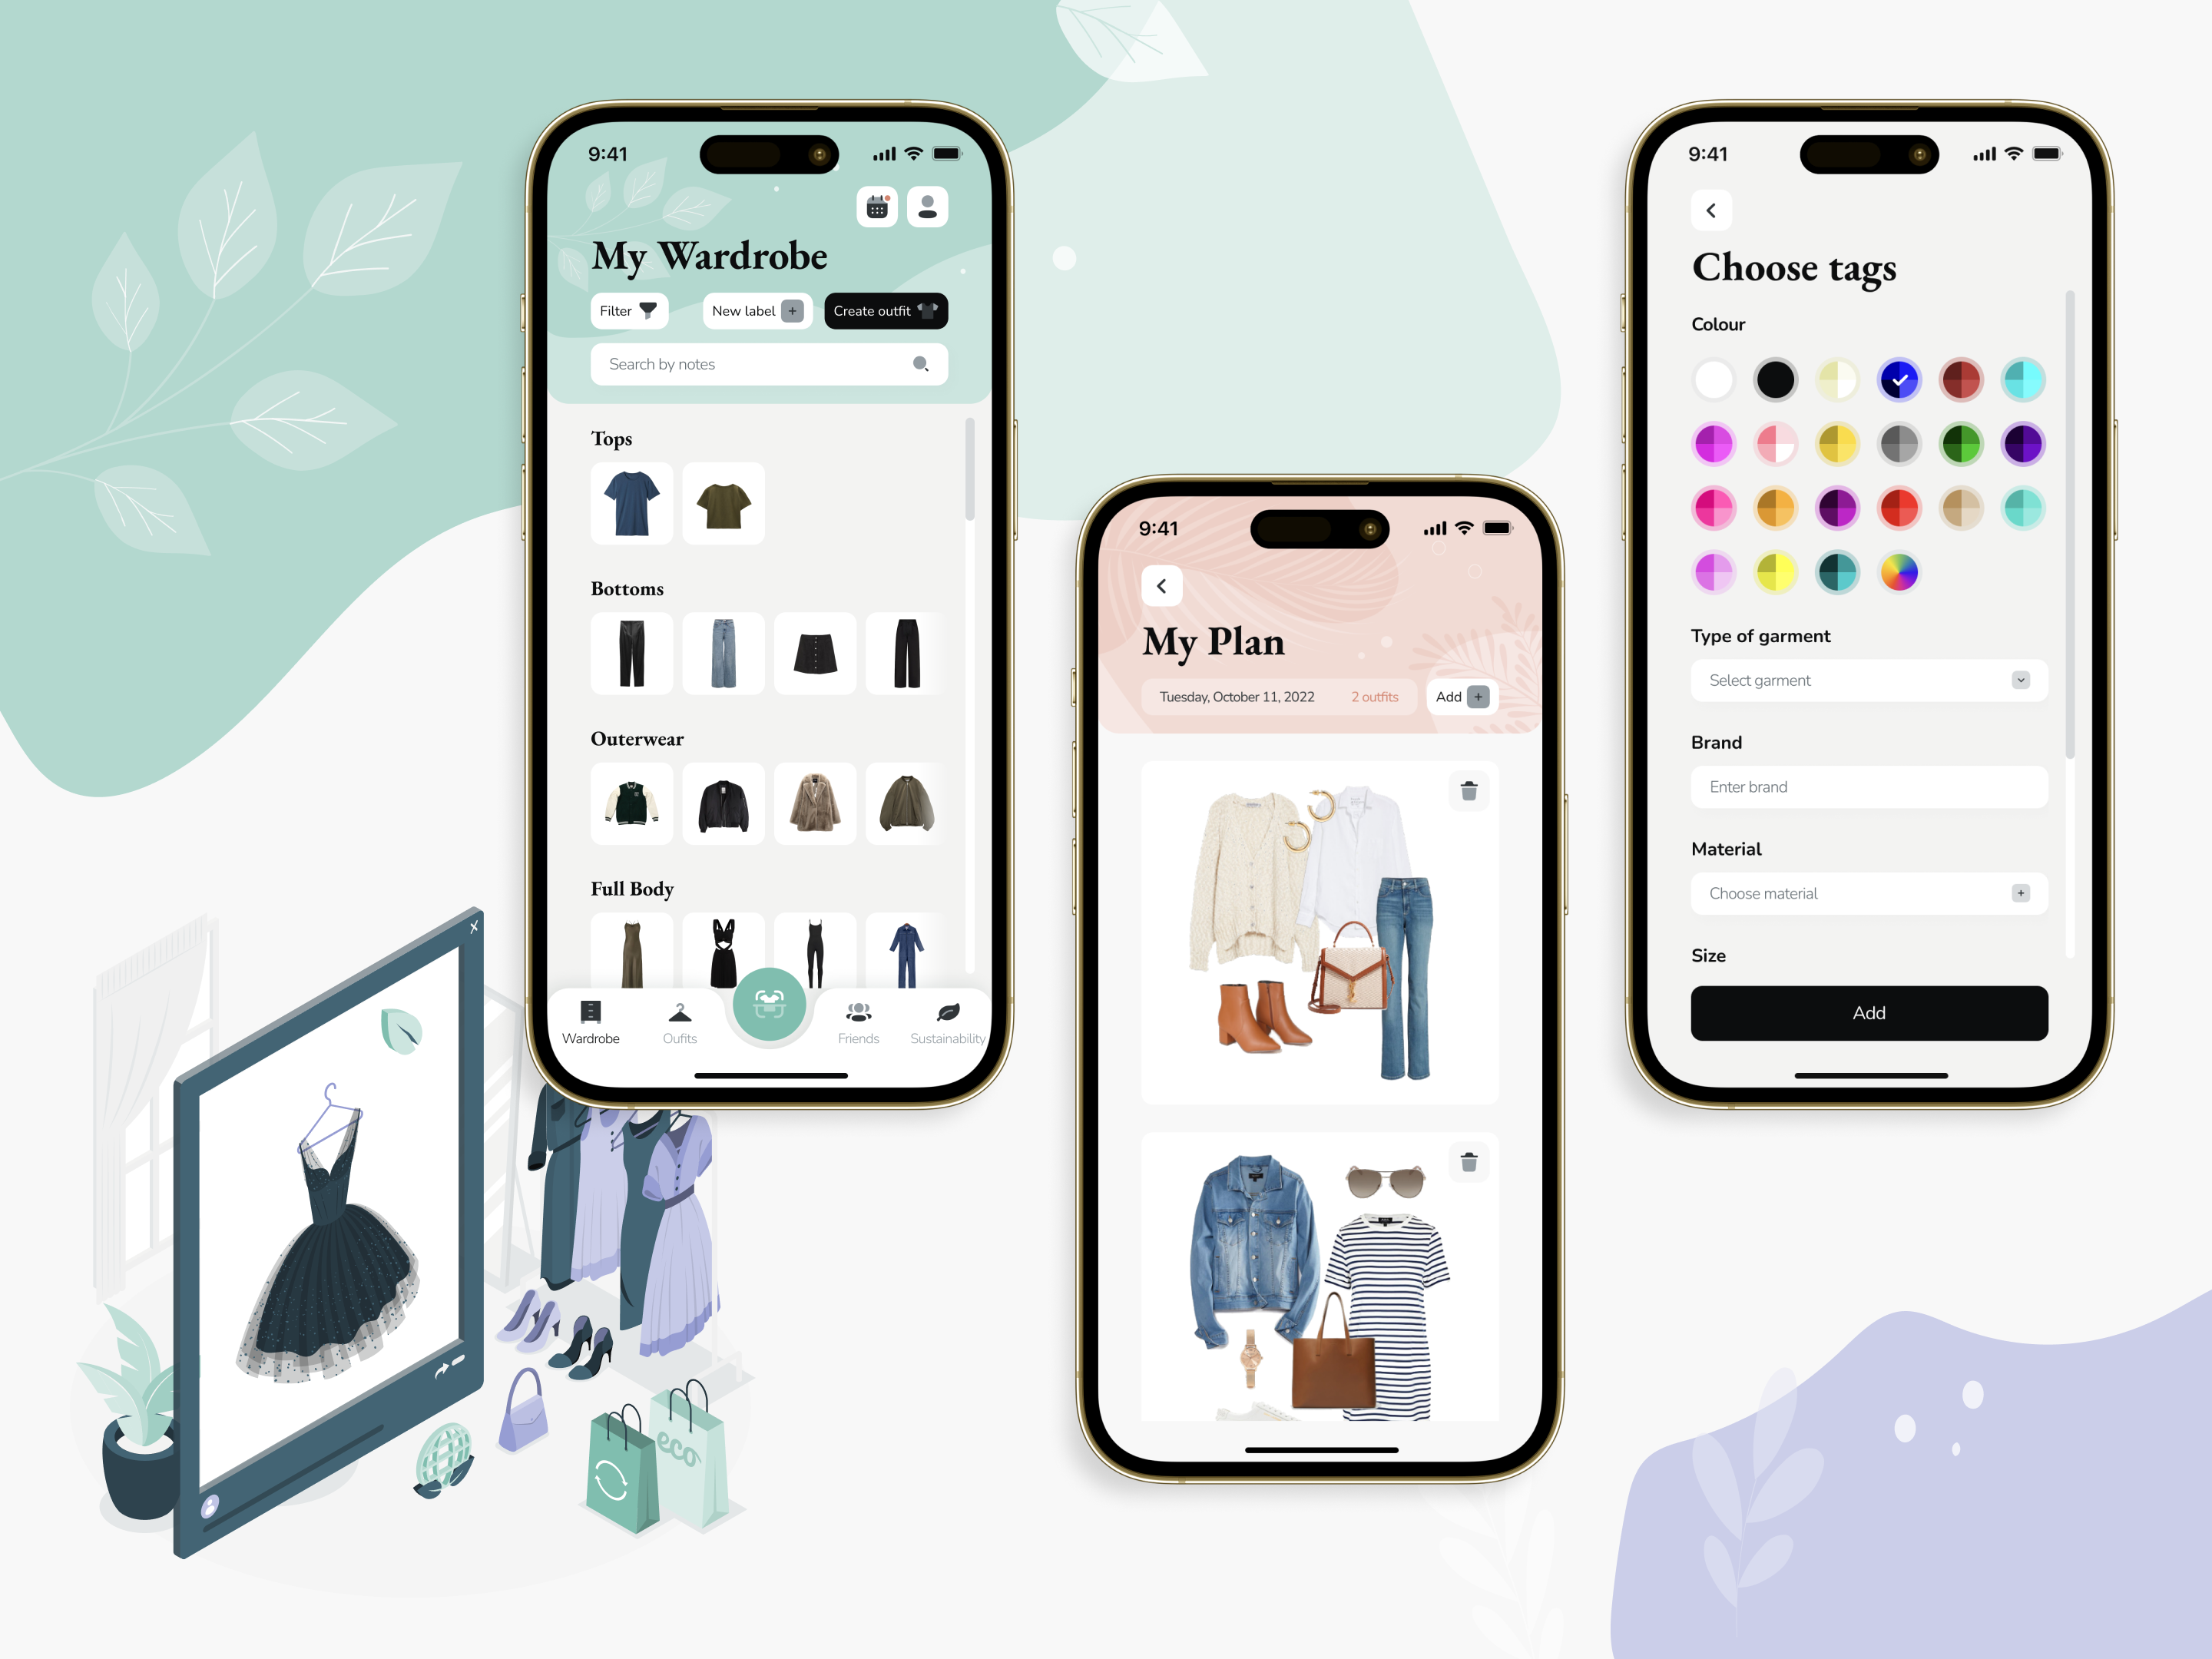 9:41
My Wardrobe
Filter
New label
Create outfit
Search by notes
Tops
Bottoms
Outerwear
Full Body
Wardrobe
Oufits
Friends
Sustainability
9:41
My Plan
Tuesday, October 11, 2022
2 outfits
Add
9:41
Choose tags
Colour
Type of garment
Select garment
Brand
Enter brand
Material
Choose material
Size
Add
eco